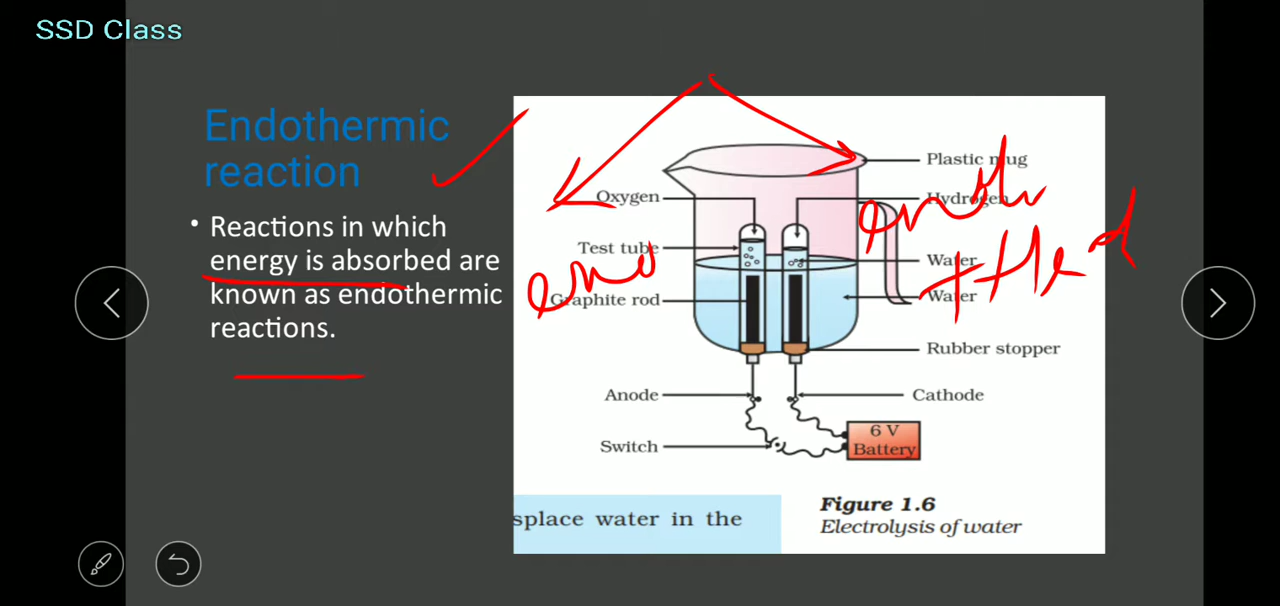 SSD Class
Endothermic
reaction
• Reactions in which
energy is absorbed are
known as endothermic
reactions.
Plastic mug
Oxygen
Hydrogen
Test tube
Water
Graphite rod
Water
Rubber stopper
Anode
Cathode
Switch
6 V
Battery
splace water in the
Figure 1.6
Electrolysis of water